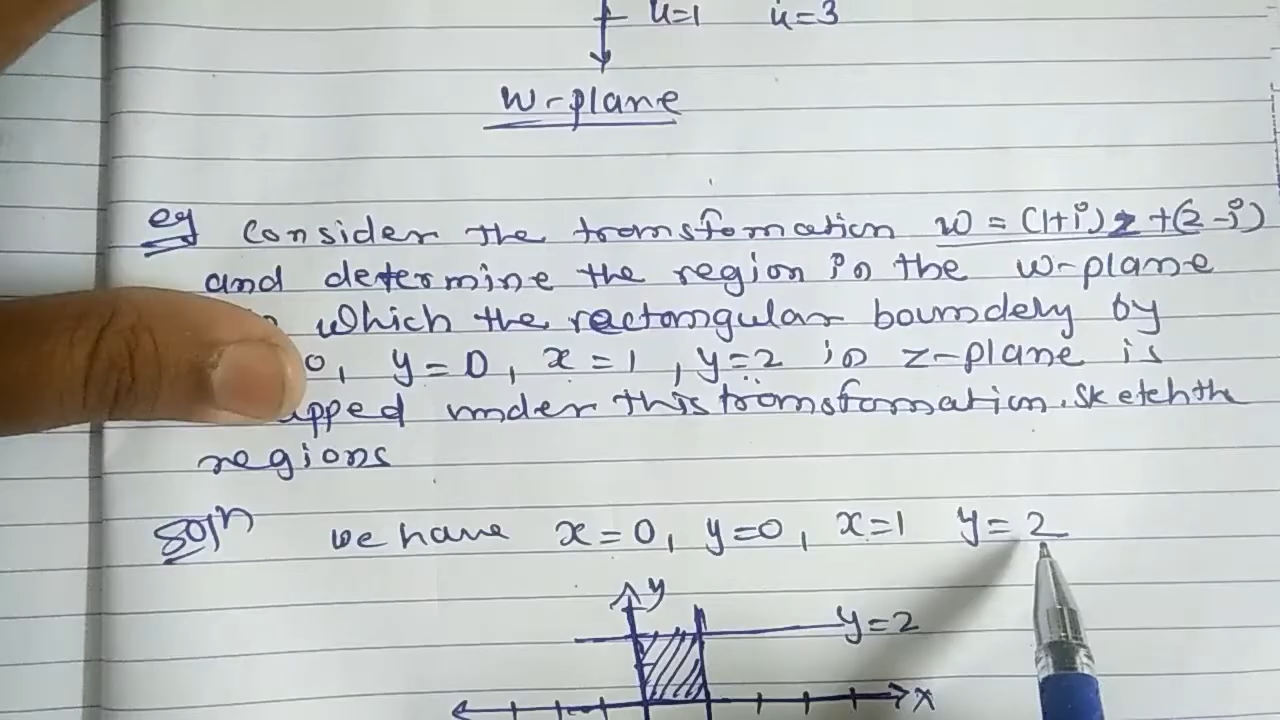 u=1 u=3
w-plane
eg Consider the transformation w = (1+i)z+(2-i)
and determine the region in the w-plane
which the rectangular boundely by
0, y=0, x=1, y=2 in z-plane is
apped under this transformation. Sketch the
regions
Soln we have x=0, y=0, x=1 y=2
y
y=2
x